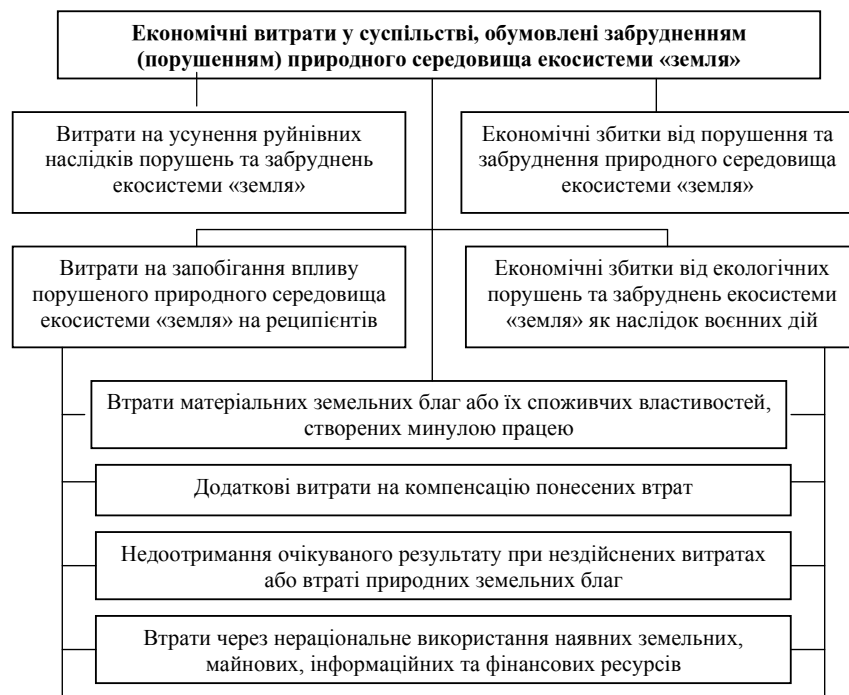 Економічні витрати у суспільстві, обумовлені забрудненням
(порушенням) природного середовища екосистеми «земля»
Витрати на усунення руйнівних
наслідків порушень та забруднень
екосистеми «земля»
Економічні збитки від порушення та
забруднення природного середовища
екосистеми «земля»
Витрати на запобігання впливу
порушеного природного середовища
екосистеми «земля» на реципієнтів
Економічні збитки від екологічних
порушень та забруднень екосистеми
«земля» як наслідок воєнних дій
Втрати матеріальних земельних благ або їх споживчих властивостей,
створених минулою працею
Додаткові витрати на компенсацію понесених втрат
Недоотримання очікуваного результату при нездійснених витратах
або втраті природних земельних благ
Втрати через нераціональне використання наявних земельних,
майнових, інформаційних та фінансових ресурсів